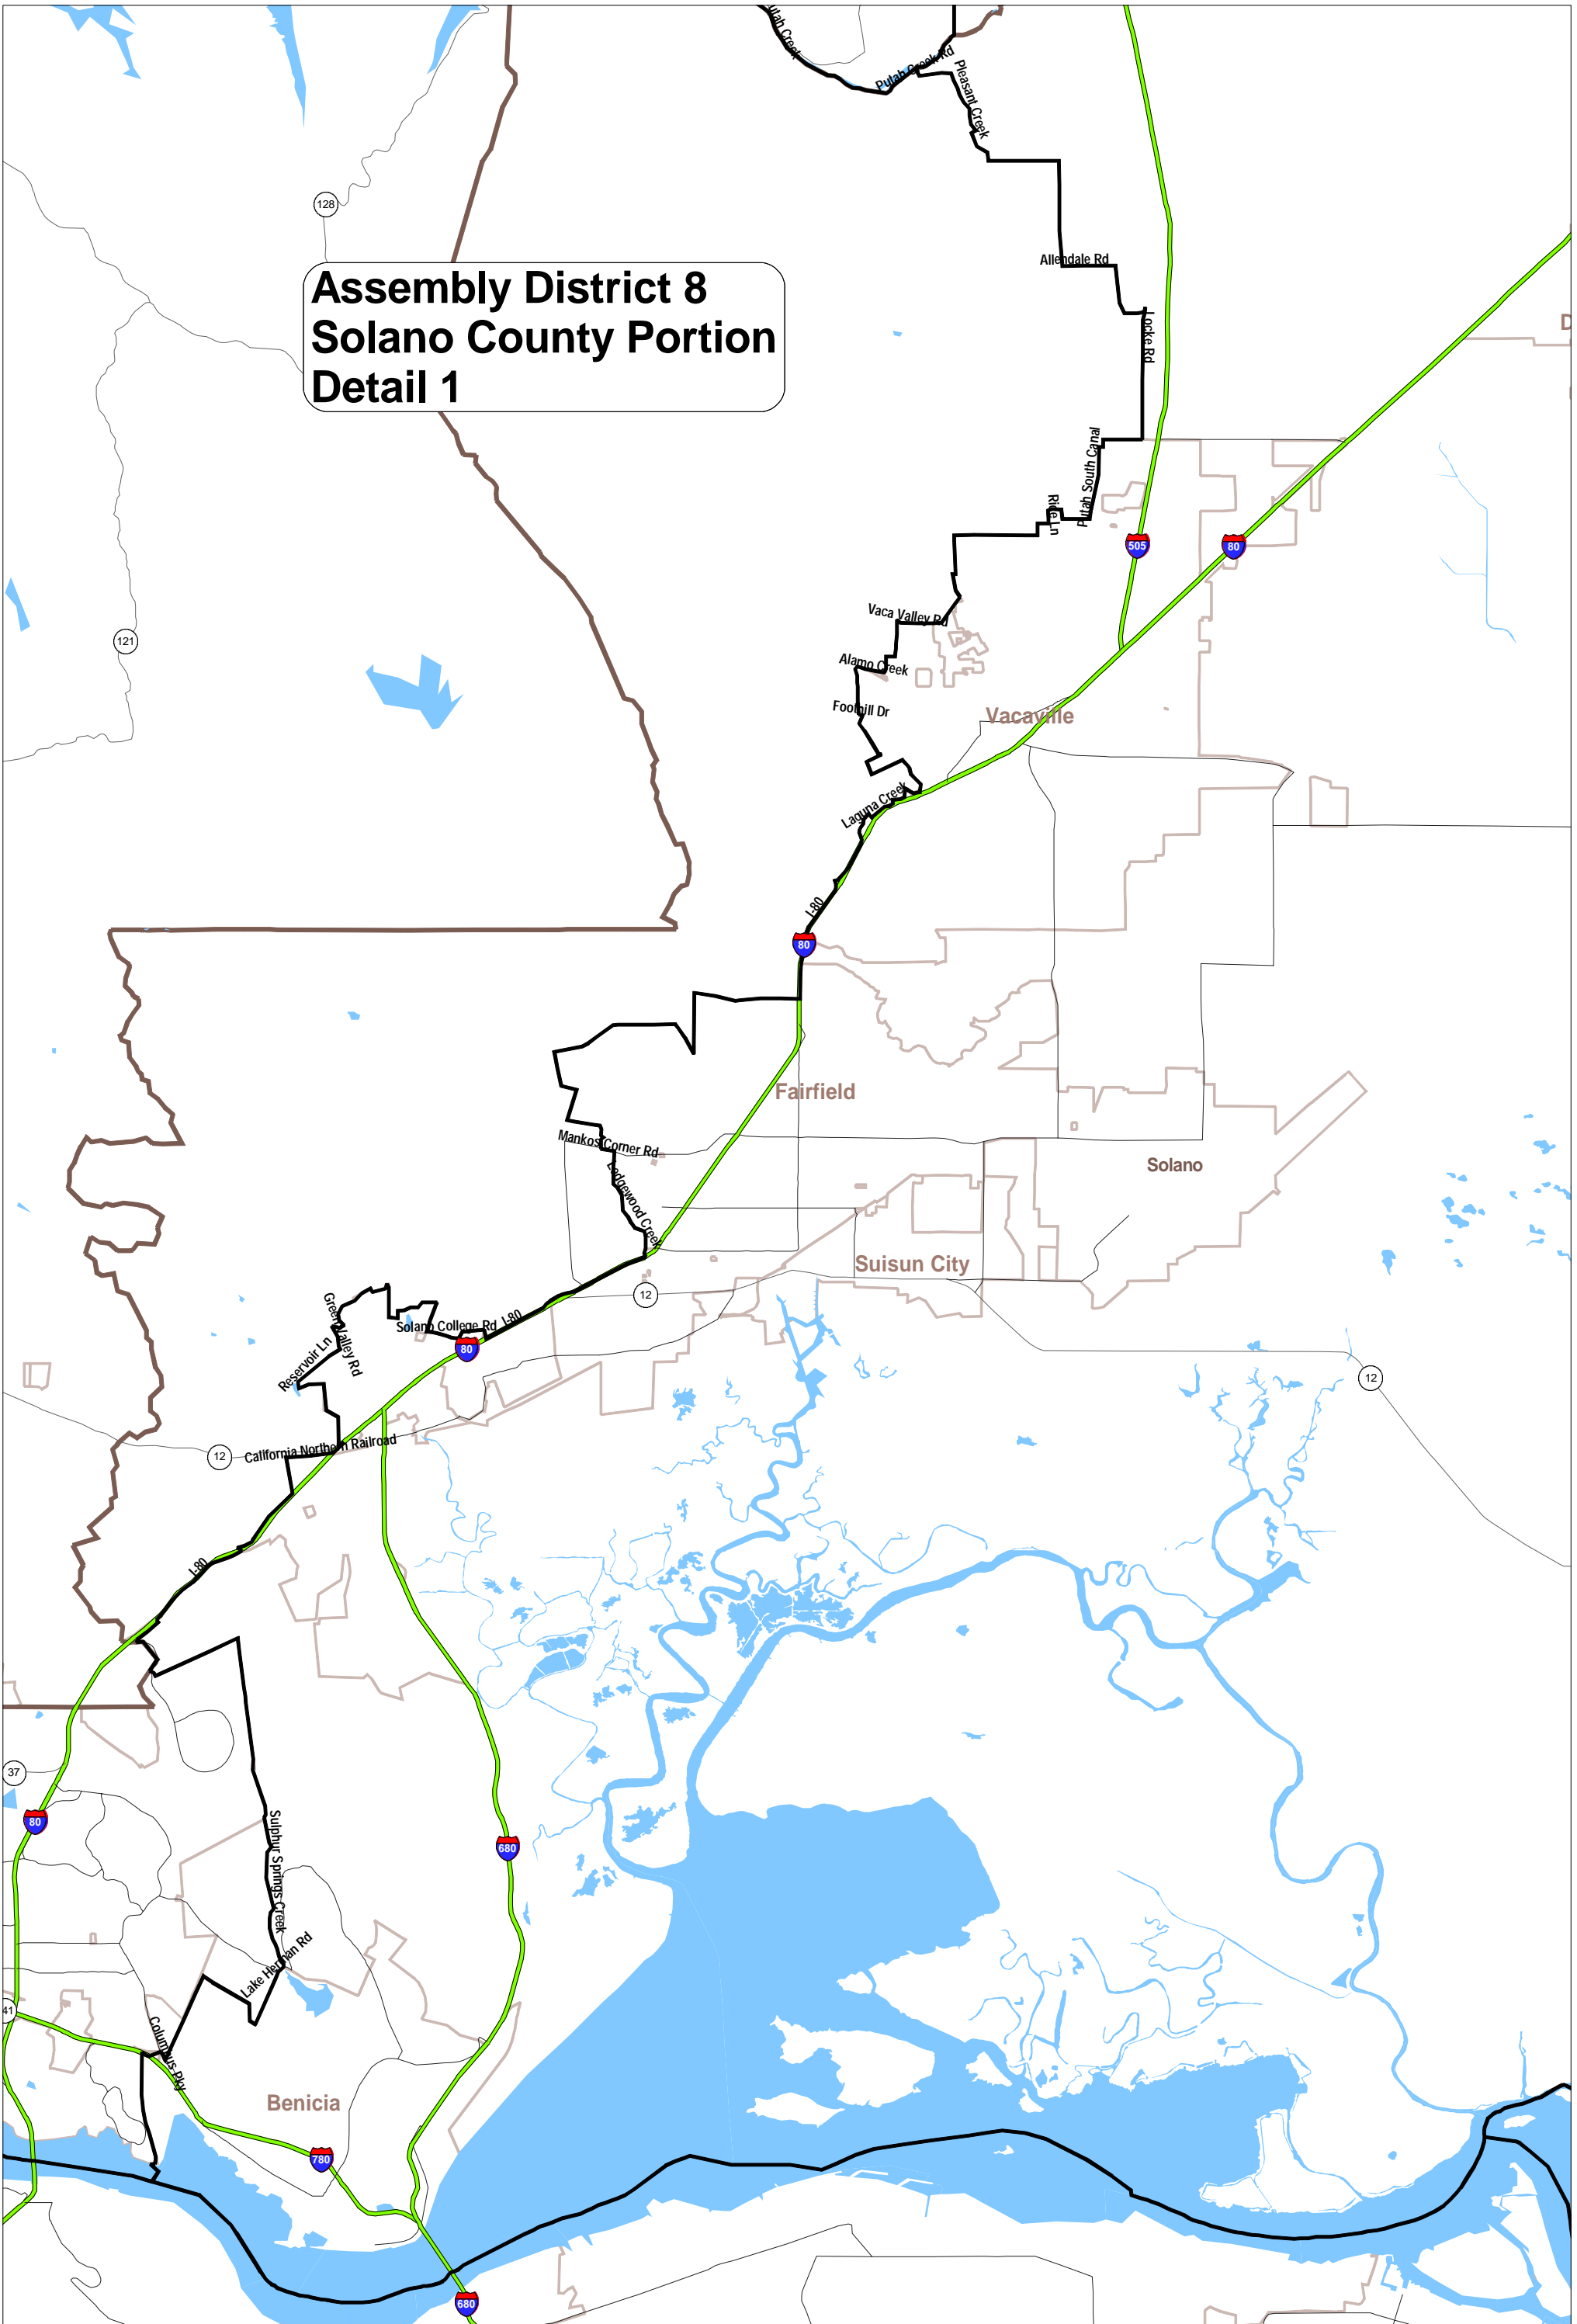 utah Creek
Putah Creek Rd
Pleasant Creek
128
Assembly District 8
Solano County Portion
Detail 1
Allendale Rd
Locke Rd
D
Putah South Canal
Rice Ln
505
80
Vaca Valley Rd
121
Alamo Creek
Foothill Dr
Vacaville
Laguna Creek
I-80
80
Fairfield
Mankos Corner Rd
Ledgewood Creek
Solano
Suisun City
12
Green Valley Rd
Solano College Rd
I-80
80
Reservoir Ln
12
California Northern Railroad
12
I-80
37
80
Sulphur Springs Creek
680
Lake Herman Rd
41
Columbus Pky
Benicia
780
680